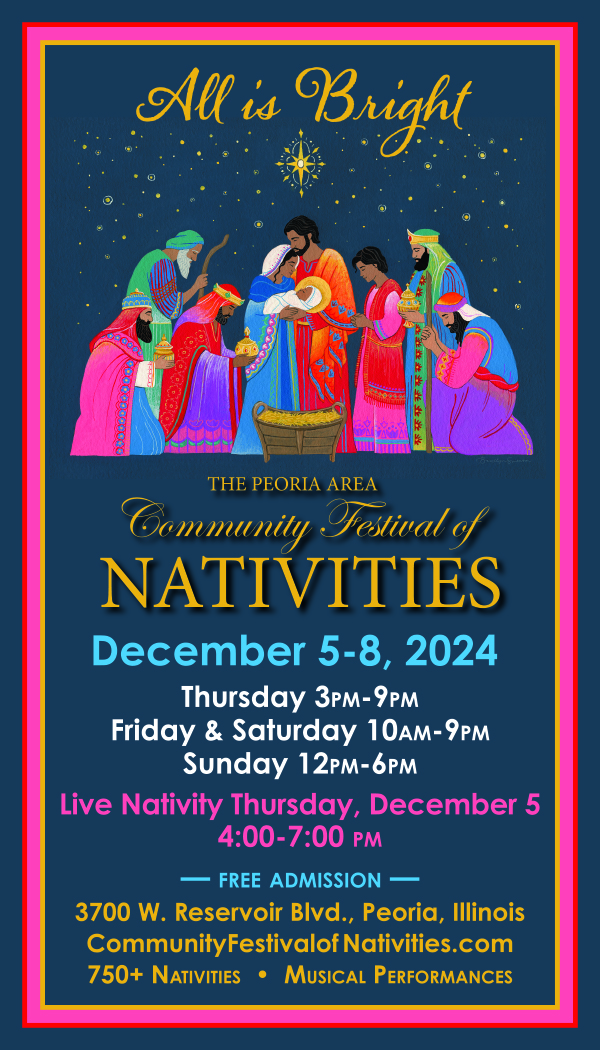 All is Bright
THE PEORIA AREA
Community Festival of
NATIVITIES
December 5-8, 2024
Thursday 3PM-9PM
Friday & Saturday 10AM-9PM
Sunday 12PM-6PM
Live Nativity Thursday, December 5
4:00-7:00 PM
— FREE ADMISSION —
3700 W. Reservoir Blvd., Peoria, Illinois
CommunityFestivalofNativities.com
750+ NATIVITIES • MUSICAL PERFORMANCES